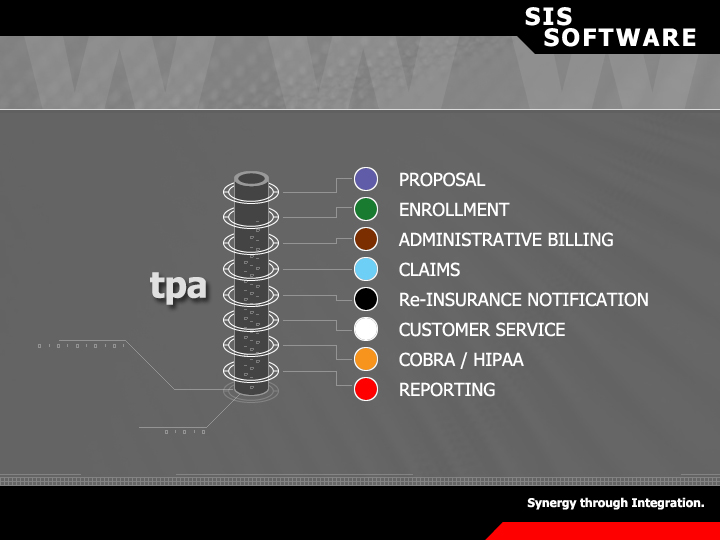 SIS
SOFTWARE
WWW
PROPOSAL
ENROLLMENT
ADMINISTRATIVE BILLING
CLAIMS
tpa
Re-INSURANCE NOTIFICATION
CUSTOMER SERVICE
COBRA / HIPAA
REPORTING
0 1 0 1 0 1 0 1 0 1
0 1 0 1 0
Synergy through Integration.